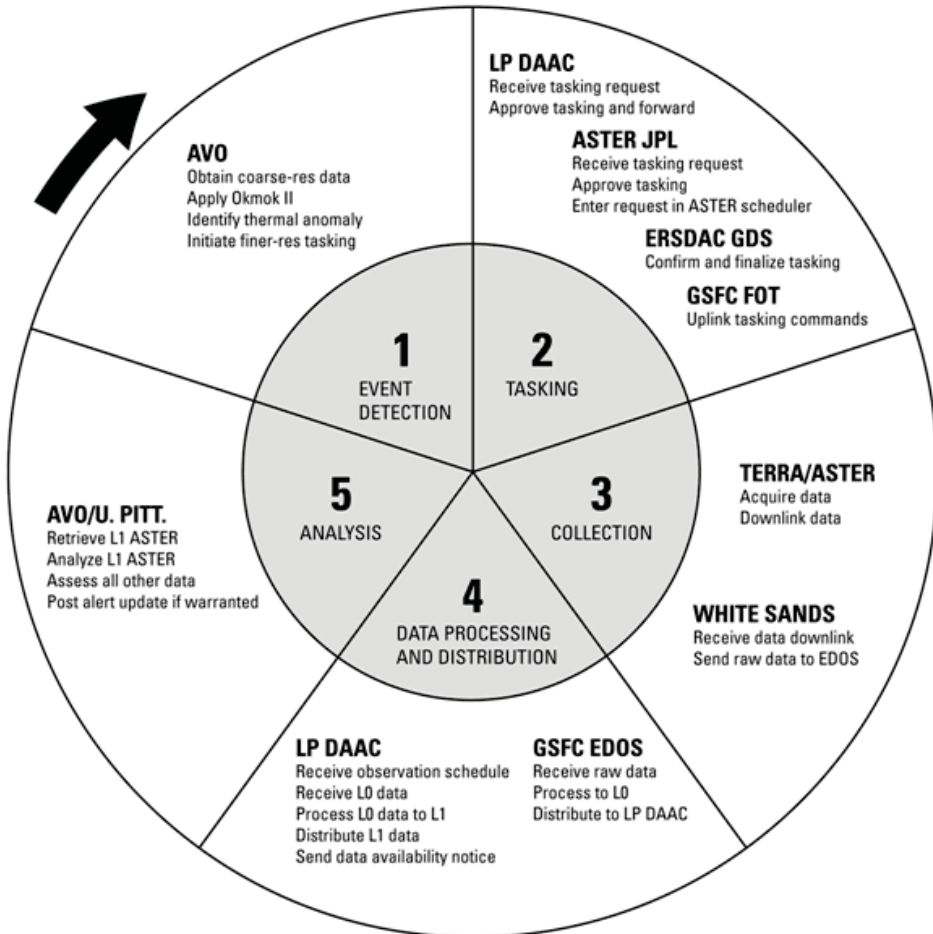 AVO
Obtain coarse-res data
Apply Okmok II
Identify thermal anomaly
Initiate finer-res tasking
1
EVENT
DETECTION
LP DAAC
Receive tasking request
Approve tasking and forward
ASTER JPL
Receive tasking request
Approve tasking
Enter request in ASTER scheduler
ERSDAC GDS
Confirm and finalize tasking
GSFC FOT
Uplink tasking commands
2
TASKING
TERRA/ASTER
Acquire data
Downlink data
WHITE SANDS
Receive data downlink
Send raw data to EDOS
3
COLLECTION
4
DATA PROCESSING
AND DISTRIBUTION
GSFC EDOS
Receive raw data
Process to L0
Distribute to LP DAAC
LP DAAC
Receive observation schedule
Receive L0 data
Process L0 data to L1
Distribute L1 data
Send data availability notice
5
ANALYSIS
AVO/U. PITT.
Retrieve L1 ASTER
Analyze L1 ASTER
Assess all other data
Post alert update if warranted